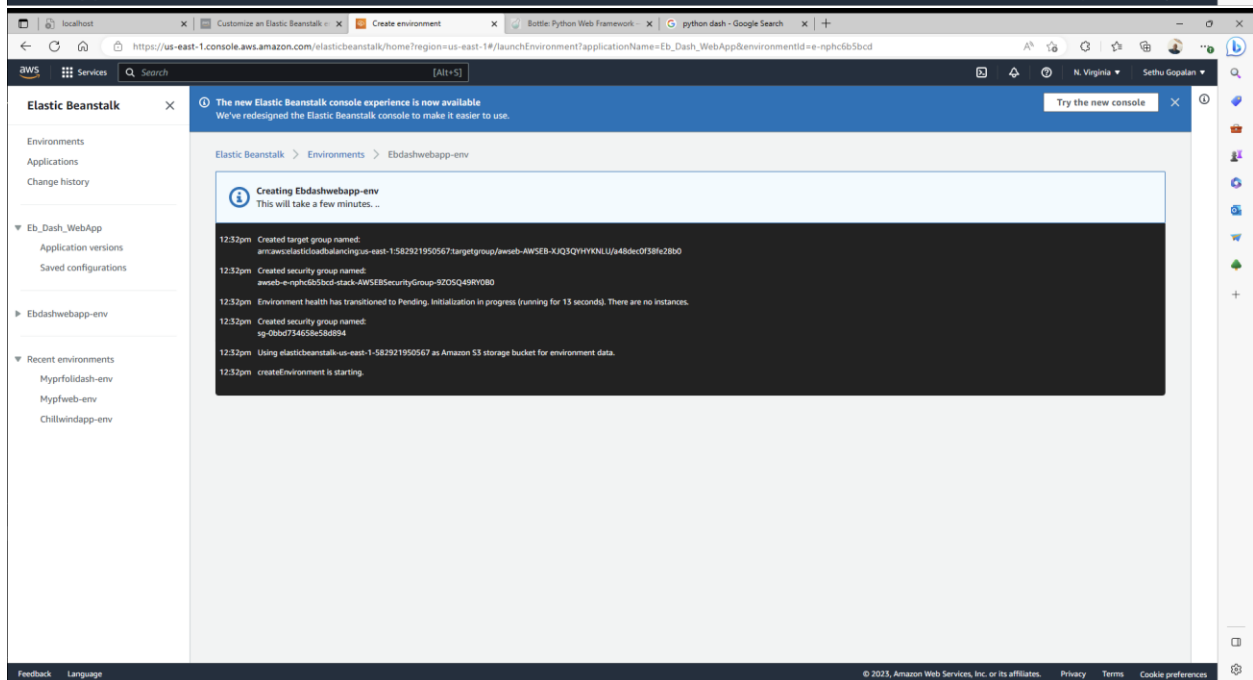 localhost
Customize an Elastic Beanstalk e
Create environment
Bottle: Python Web Framework -
python dash - Google Search
https://us-east-1.console.aws.amazon.com/elasticbeanstalk/home?region=us-east-1#/launchEnvironment?applicationName=Eb_Dash_WebApp&environmentId=e-nphc6b5bcd
aws
Services
Search
[Alt+S]
N. Virginia
Sethu Gopalan
Elastic Beanstalk
Environments
Applications
Change history
Eb_Dash_WebApp
Application versions
Saved configurations
Ebdashwebapp-env
Recent environments
Myprfolidash-env
Mypfweb-env
Chillwindapp-env
The new Elastic Beanstalk console experience is now available
We've redesigned the Elastic Beanstalk console to make it easier to use.
Try the new console
Elastic Beanstalk > Environments > Ebdashwebapp-env
Creating Ebdashwebapp-env
This will take a few minutes. ..
12:32pm Created target group named:
arn:aws:elasticloadbalancing:us-east-1:582921950567:targetgroup/awseb-AWSEB-XJQ3QYHYKNLU/a48dec0f38fe28b0
12:32pm Created security group named:
awseb-e-nphc6b5bcd-stack-AWSEBSecurityGroup-9ZOSQ49RY0B0
12:32pm Environment health has transitioned to Pending. Initialization in progress (running for 13 seconds). There are no instances.
12:32pm Created security group named:
sg-0bbd734658e58d894
12:32pm Using elasticbeanstalk-us-east-1-582921950567 as Amazon S3 storage bucket for environment data.
12:32pm createEnvironment is starting.
Feedback Language
© 2023, Amazon Web Services, Inc. or its affiliates. Privacy Terms Cookie preferences